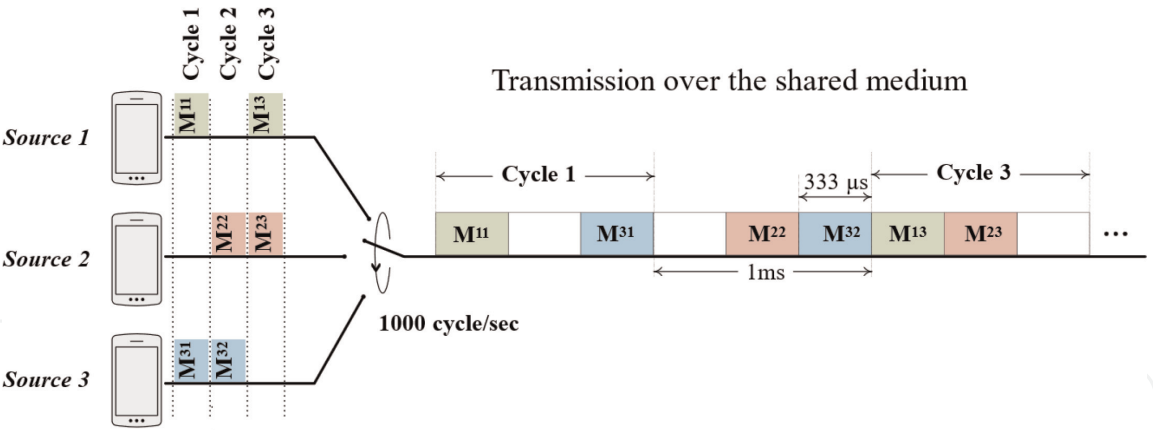 Cycle 1
Cycle 2
Cycle 3
Transmission over the shared medium
Source 1
M¹¹
M¹³
Cycle 1
333 µs
Cycle 3
M²²
M²³
M¹¹
M³¹
M²²
M³²
M¹³
M²³
...
Source 2
1ms
1000 cycle/sec
M³¹
M³²
Source 3